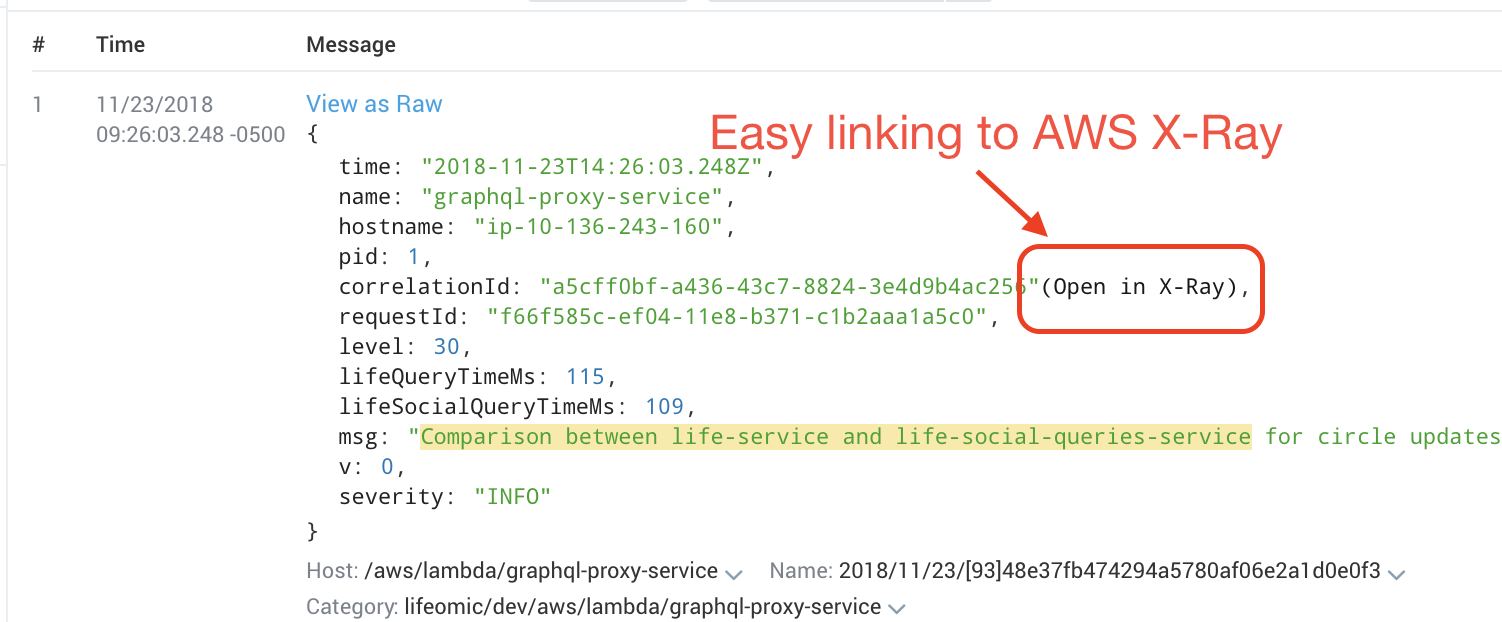 # Time Message
1 11/23/2018 View as Raw
09:26:03.248 -0500 {
Easy linking to AWS X-Ray
time: "2018-11-23T14:26:03.248Z",
name: "graphql-proxy-service",
hostname: "ip-10-136-243-160",
pid: 1,
correlationId: "a5cff0bf-a436-43c7-8824-3e4d9b4ac256"(Open in X-Ray),
requestId: "f66f585c-ef04-11e8-b371-c1b2aaa1a5c0",
level: 30,
lifeQueryTimeMs: 115,
lifeSocialQueryTimeMs: 109,
msg: "Comparison between life-service and life-social-queries-service for circle updates
v: 0,
severity: "INFO"
}
Host: /aws/lambda/graphql-proxy-service Name: 2018/11/23/[93]48e37fb474294a5780af06e2a1d0e0f3
Category: lifeomic/dev/aws/lambda/graphql-proxy-service